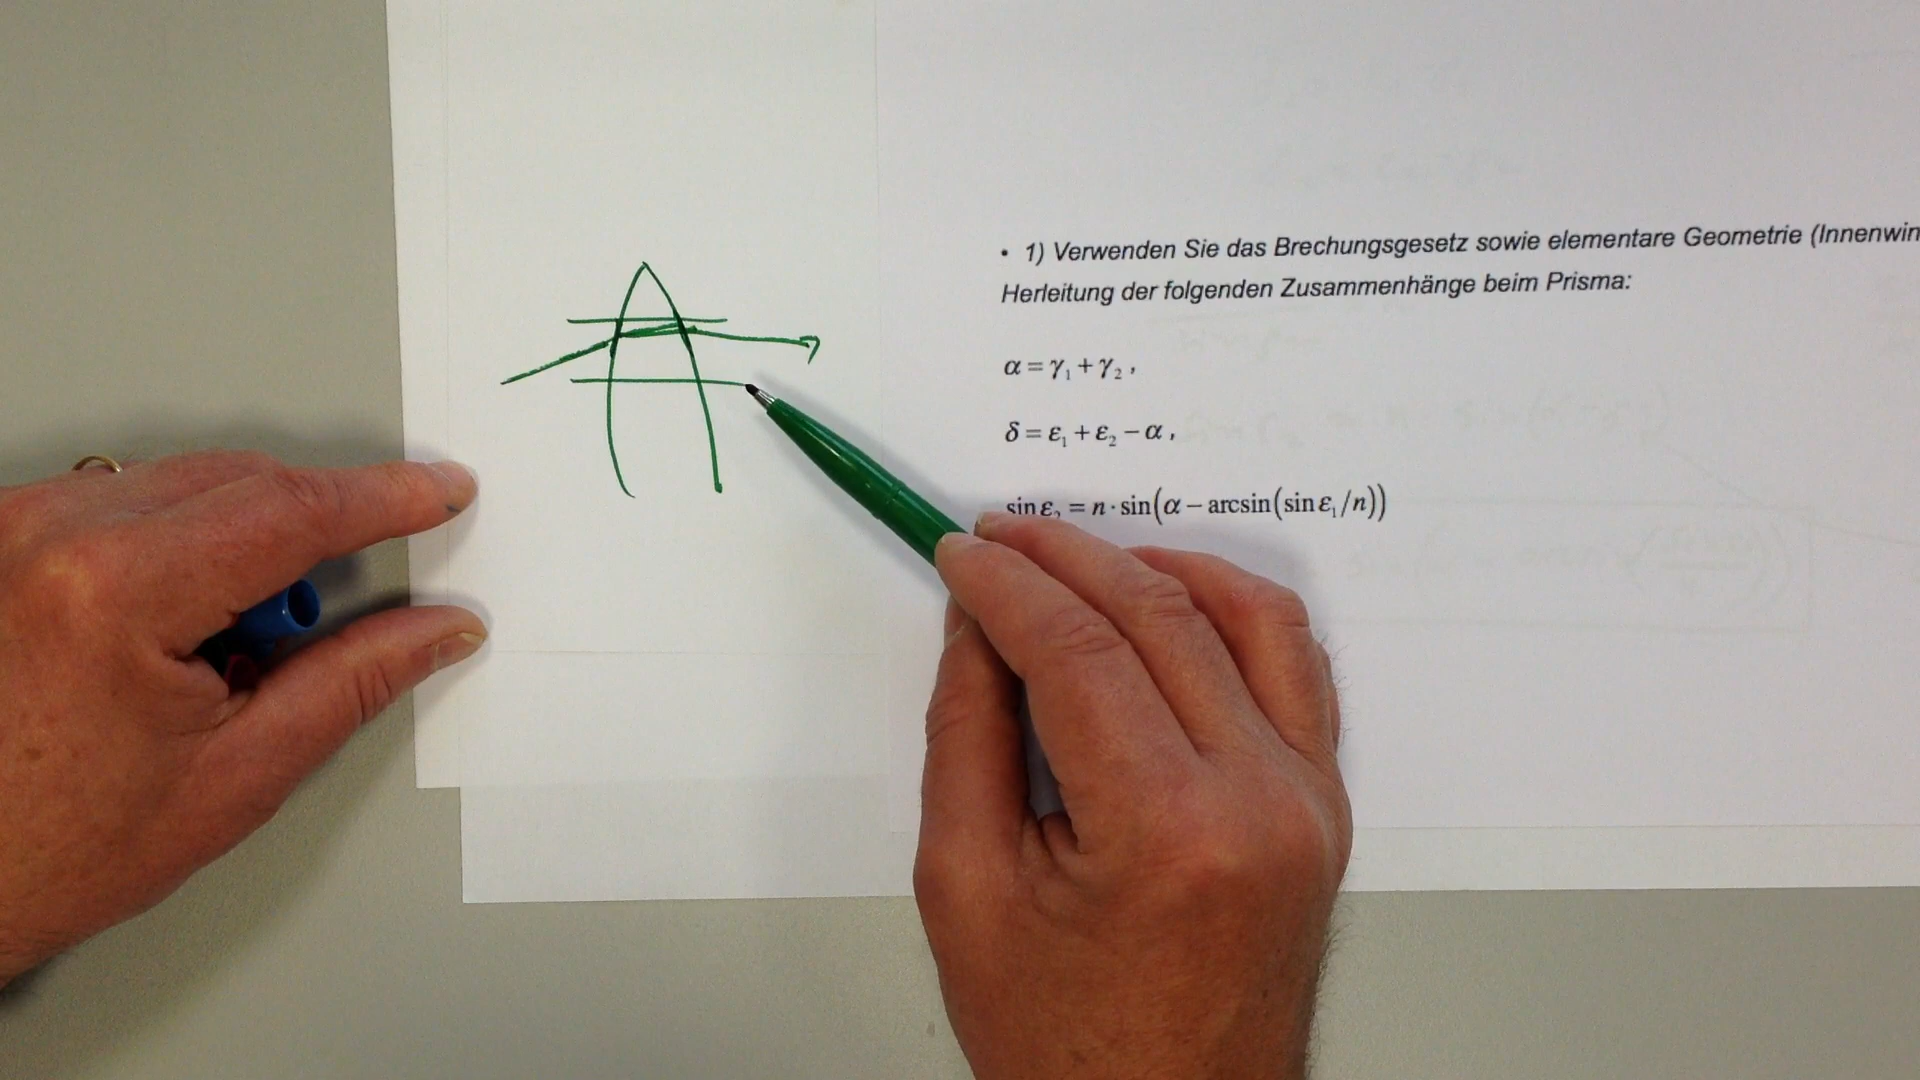 • 1) Verwenden Sie das Brechungsgesetz sowie elementare Geometrie (Innenwin
Herleitung der folgenden Zusammenhänge beim Prisma:
α = γ₁ + γ₂ ,
δ = ε₁ + ε₂ − α ,
sin ε₂ = n · sin(α − arcsin(sin ε₁/n))